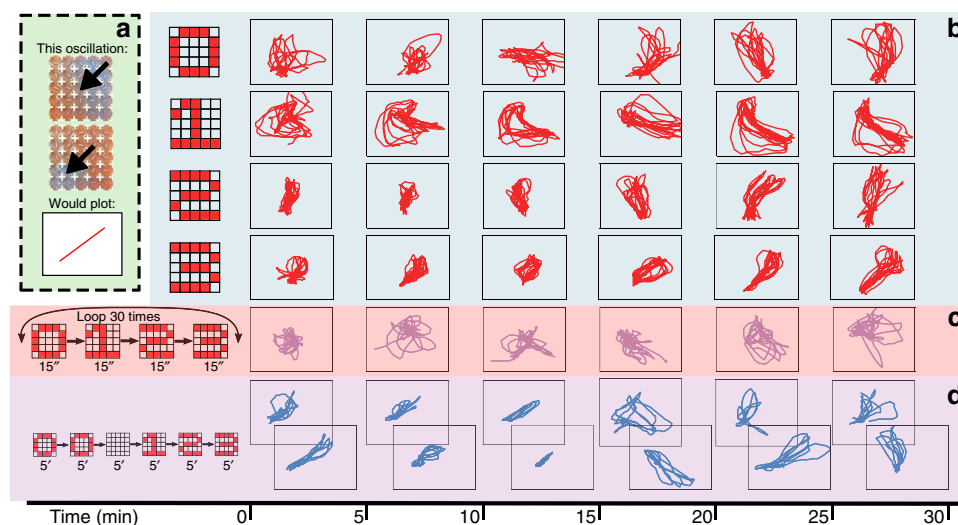 a
This oscillation:
Would plot:
b
Loop 30 times
15″ 15″ 15″ 15″
c
d
5′ 5′ 5′ 5′ 5′ 5′
Time (min) 0 5 10 15 20 25 30